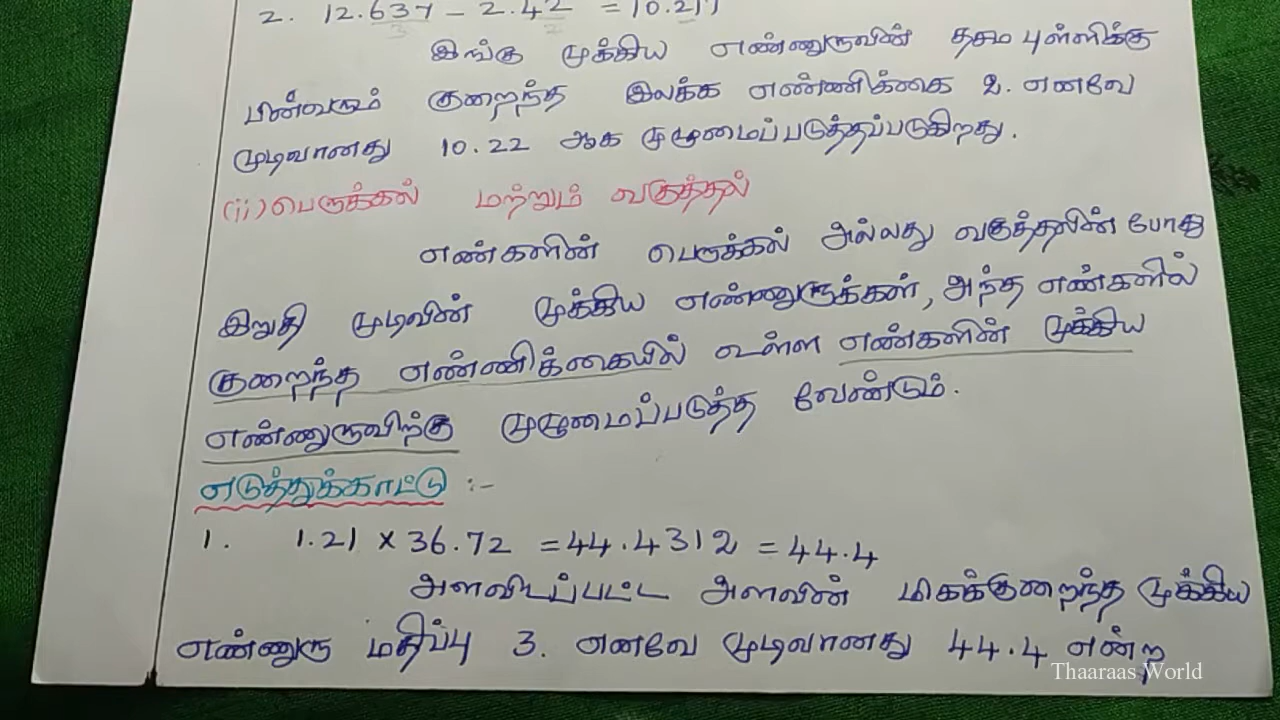 2. 12.637 - 2.42 = 10.217
3 2
இங்கு முக்கிய எண்ணுருவின் தசம புள்ளிக்கு
பின்வரும் குறைந்த இலக்க எண்ணிக்கை 2. எனவே
முடிவானது 10.22 ஆக முழுமைப்படுத்தப்படுகிறது.
(ii) பெருக்கல் மற்றும் வகுத்தல்
எண்களின் பெருக்கல் அல்லது வகுத்தலின் போது
இறுதி முடிவின் முக்கிய எண்ணுருக்கள், அந்த எண்களில்
குறைந்த எண்ணிக்கையில் உள்ள எண்களின் முக்கிய
எண்ணுருவிற்கு முழுமைப்படுத்த வேண்டும்.
எடுத்துக்காட்டு :-
1. 1.21 x 36.72 = 44.4312 = 44.4
அளவிடப்பட்ட அளவின் மிகக்குறைந்த முக்கிய
எண்ணுரு மதிப்பு 3. எனவே முடிவானது 44.4 என்ற
Thaaraas World